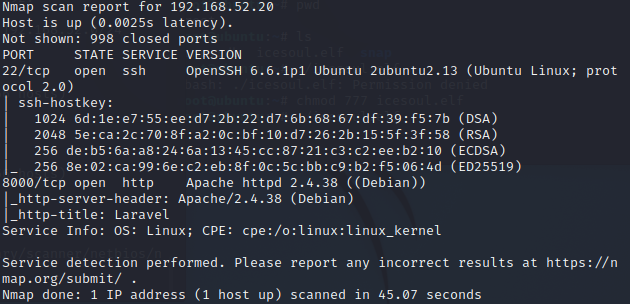 Nmap scan report for 192.168.52.20
Host is up (0.0025s latency).
Not shown: 998 closed ports
PORT     STATE SERVICE VERSION
22/tcp   open  ssh     OpenSSH 6.6.1p1 Ubuntu 2ubuntu2.13 (Ubuntu Linux; prot
ocol 2.0)
| ssh-hostkey:
|   1024 6d:1e:e7:55:ee:d7:2b:22:d7:6b:68:67:df:39:f5:7b (DSA)
|   2048 5e:ca:2c:70:8f:a2:0c:bf:10:d7:26:2b:15:5f:3f:58 (RSA)
|   256 de:b5:6a:a8:24:6a:13:45:cc:87:21:c3:c2:ee:b2:10 (ECDSA)
|_  256 8e:02:ca:99:6e:c2:eb:8f:0c:5c:bb:c9:b2:f5:06:4d (ED25519)
8000/tcp open  http    Apache httpd 2.4.38 ((Debian))
|_http-server-header: Apache/2.4.38 (Debian)
|_http-title: Laravel
Service Info: OS: Linux; CPE: cpe:/o:linux:linux_kernel
Service detection performed. Please report any incorrect results at https://n
map.org/submit/ .
Nmap done: 1 IP address (1 host up) scanned in 45.07 seconds